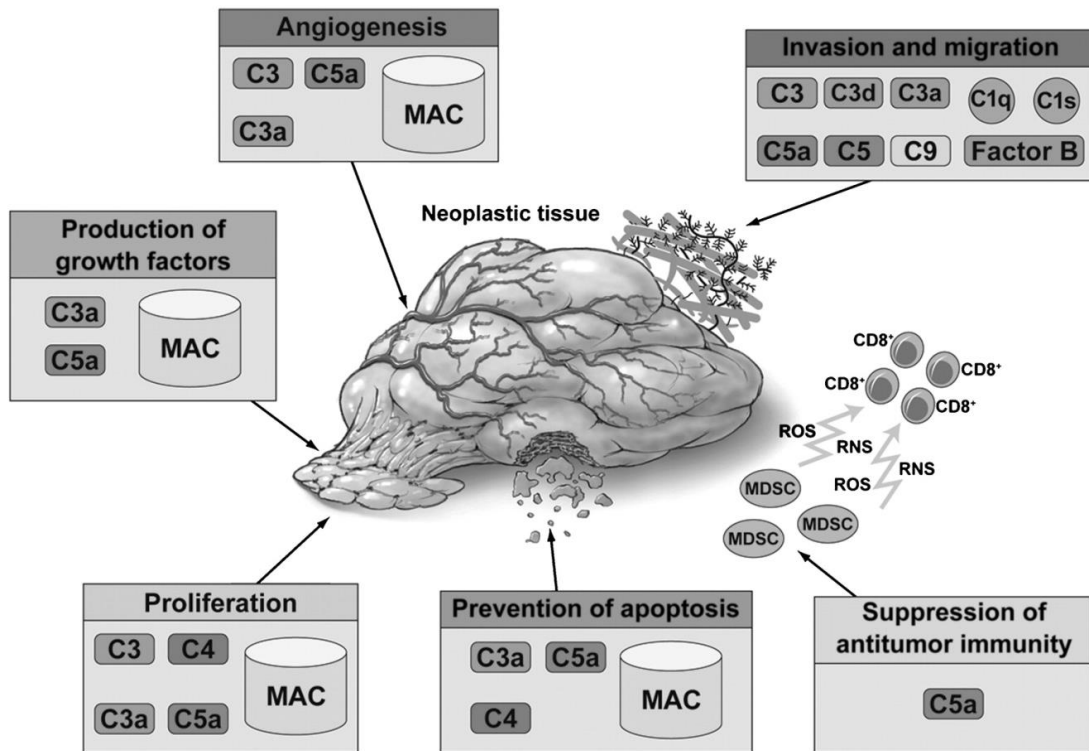 Angiogenesis
C3 C5a
C3a
MAC
Invasion and migration
C3 C3d C3a C1q C1s
C5a C5 C9 Factor B
Neoplastic tissue
Production of
growth factors
C3a
C5a
MAC
CD8⁺
CD8⁺
CD8⁺
CD8⁺
ROS
RNS
ROS
RNS
MDSC
MDSC
MDSC
Proliferation
C3 C4
C3a C5a
MAC
Prevention of apoptosis
C3a C5a
C4
MAC
Suppression of
antitumor immunity
C5a